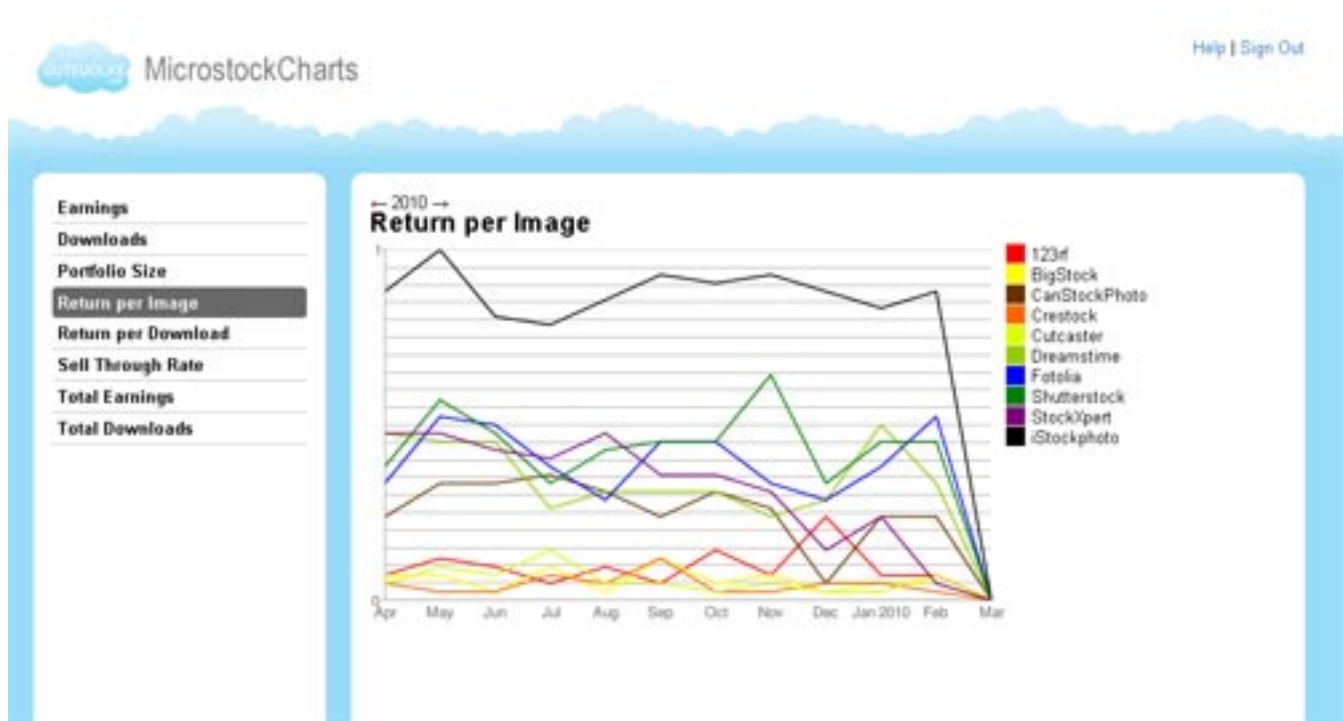 Help | Sign Out
MicrostockCharts
Earnings
Downloads
Portfolio Size
Return per Image
Return per Download
Sell Through Rate
Total Earnings
Total Downloads
← 2010 →
Return per Image
1
0
Apr May Jun Jul Aug Sep Oct Nov Dec Jan 2010 Feb Mar
123rf
BigStock
CanStockPhoto
Crestock
Cutcaster
Dreamstime
Fotolia
Shutterstock
StockXpert
iStockphoto